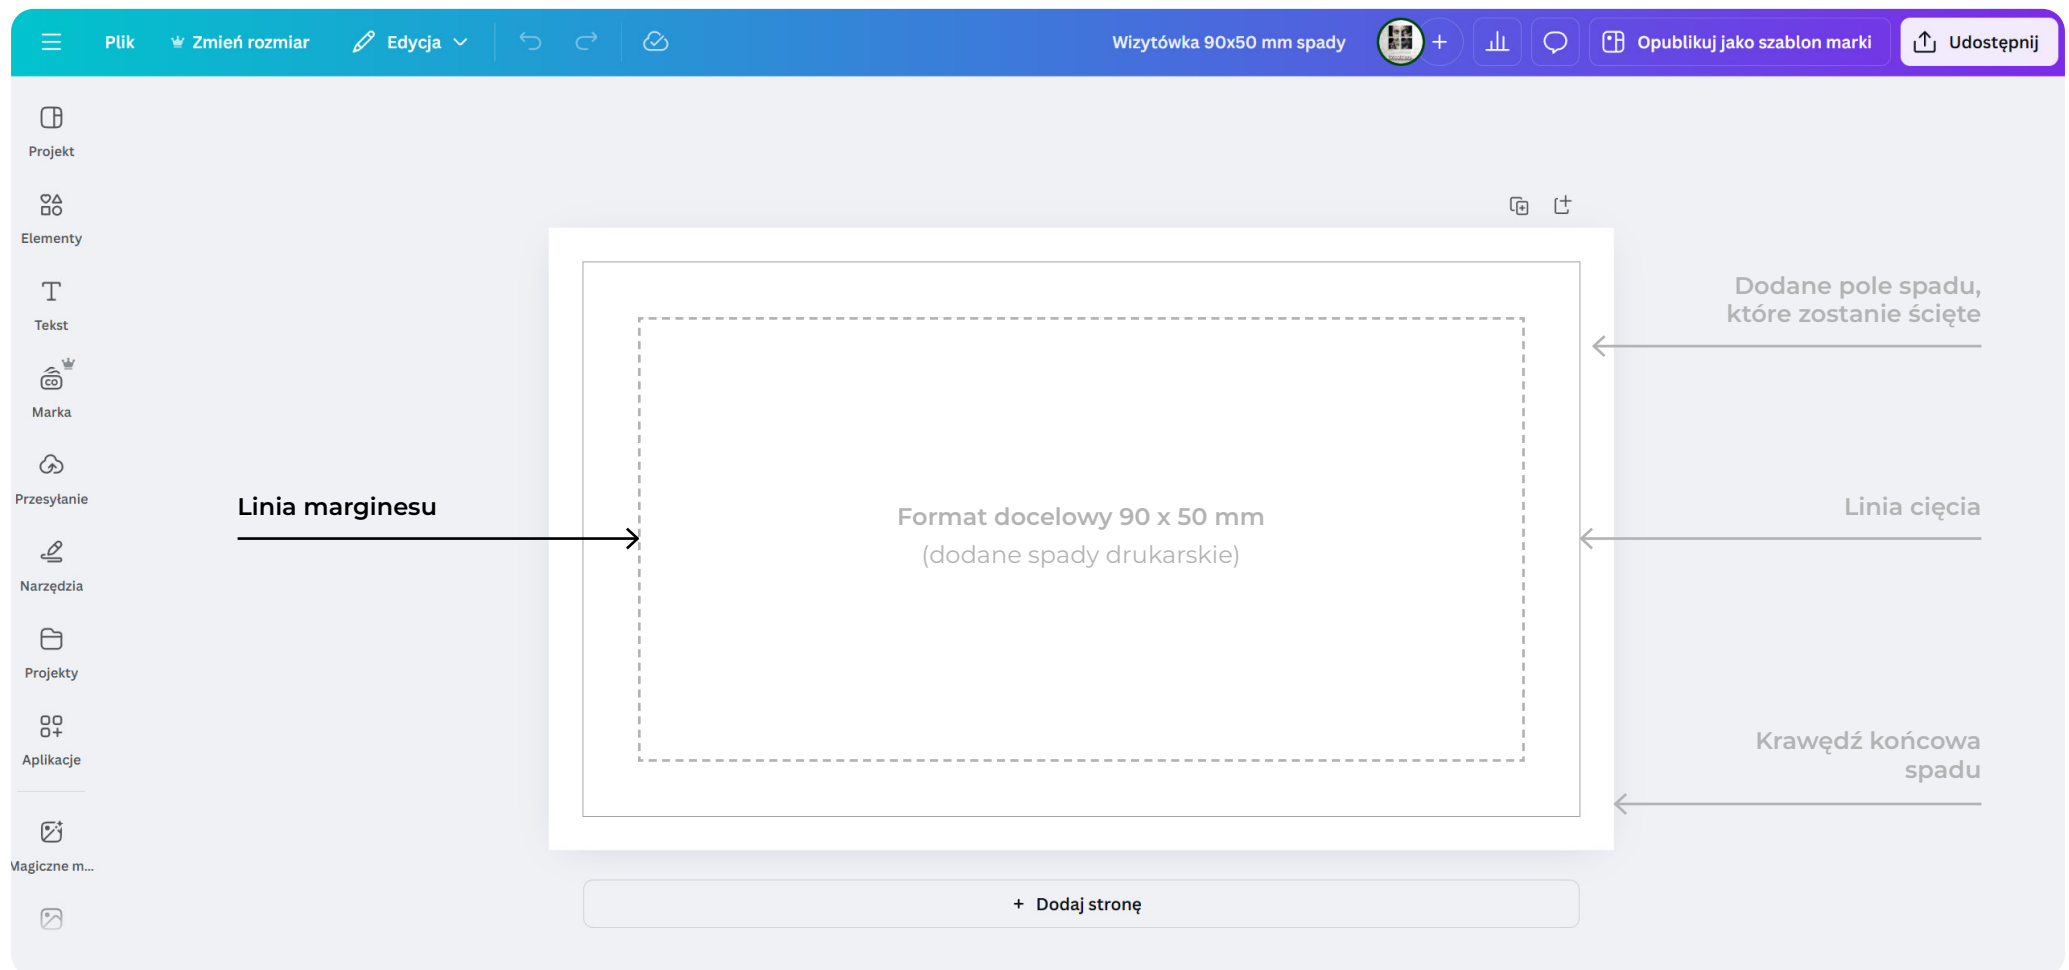 Plik
Zmień rozmiar
Edycja
Wizytówka 90x50 mm spady
Opublikuj jako szablon marki
Udostępnij
Projekt
Elementy
Tekst
CO
Marka
Przesyłanie
Narzędzia
Projekty
Aplikacje
Magiczne m...
Linia marginesu
Format docelowy 90 x 50 mm
(dodane spady drukarskie)
Dodane pole spadu,
które zostanie ścięte
Linia cięcia
Krawędź końcowa
spadu
+ Dodaj stronę